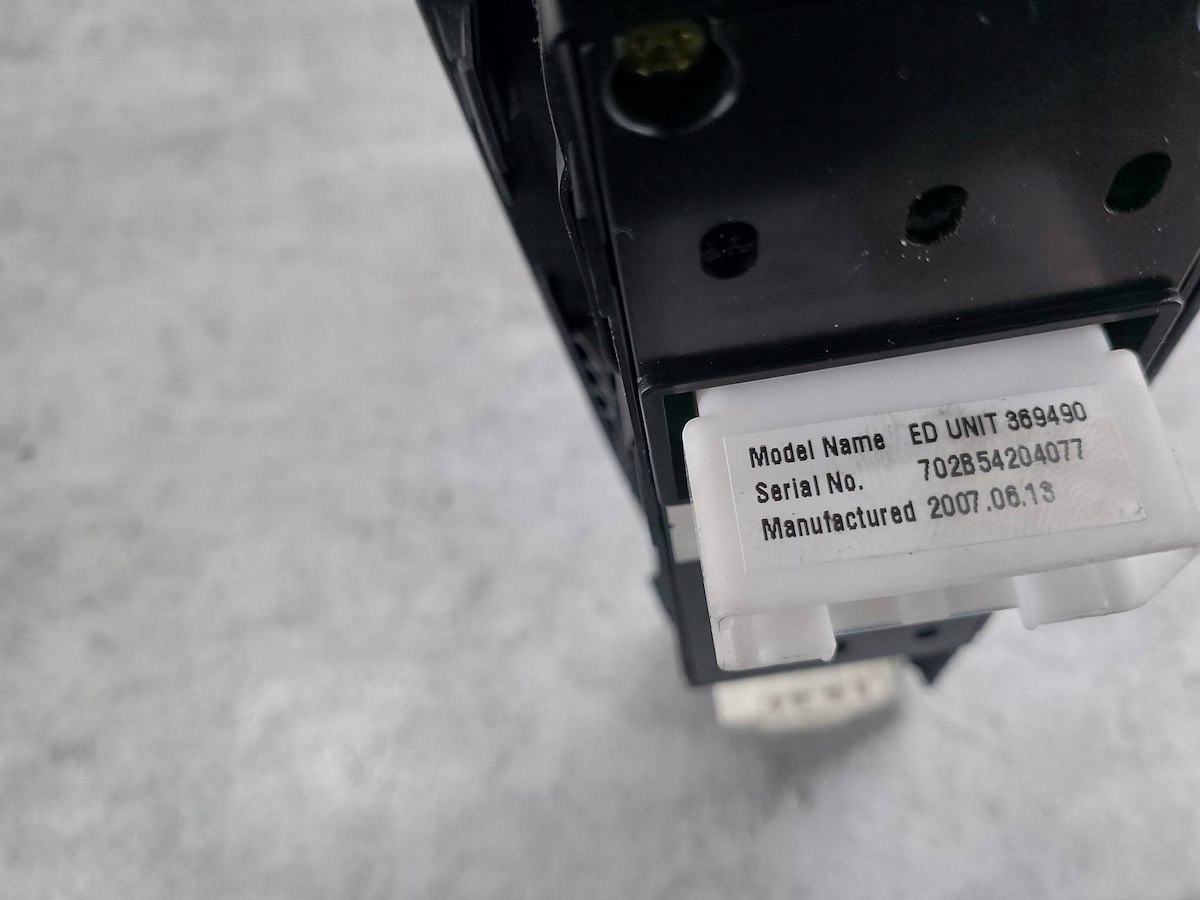 Model Name ED UNIT 369490
Serial No. 702B54204077
Manufactured 2007.06.13